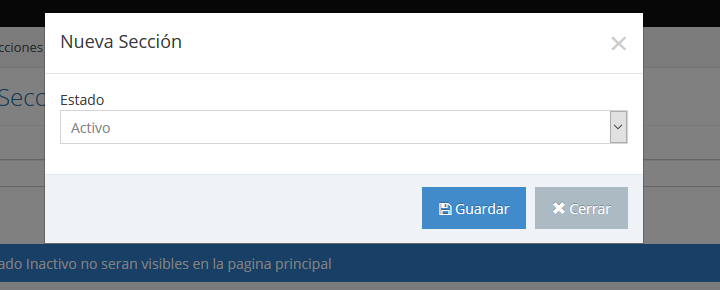 Nueva Sección
cciones
Secc
Estado
Activo
Guardar
Cerrar
ado Inactivo no seran visibles en la pagina principal